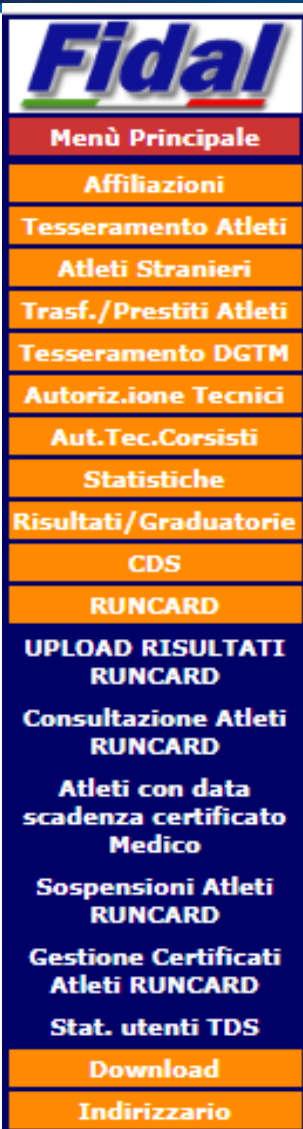 Fidal
Menù Principale
Affiliazioni
Tesseramento Atleti
Atleti Stranieri
Trasf./Prestiti Atleti
Tesseramento DGTM
Autoriz.ione Tecnici
Aut.Tec.Corsisti
Statistiche
Risultati/Graduatorie
CDS
RUNCARD
UPLOAD RISULTATI
RUNCARD
Consultazione Atleti
RUNCARD
Atleti con data
scadenza certificato
Medico
Sospensioni Atleti
RUNCARD
Gestione Certificati
Atleti RUNCARD
Stat. utenti TDS
Download
Indirizzario